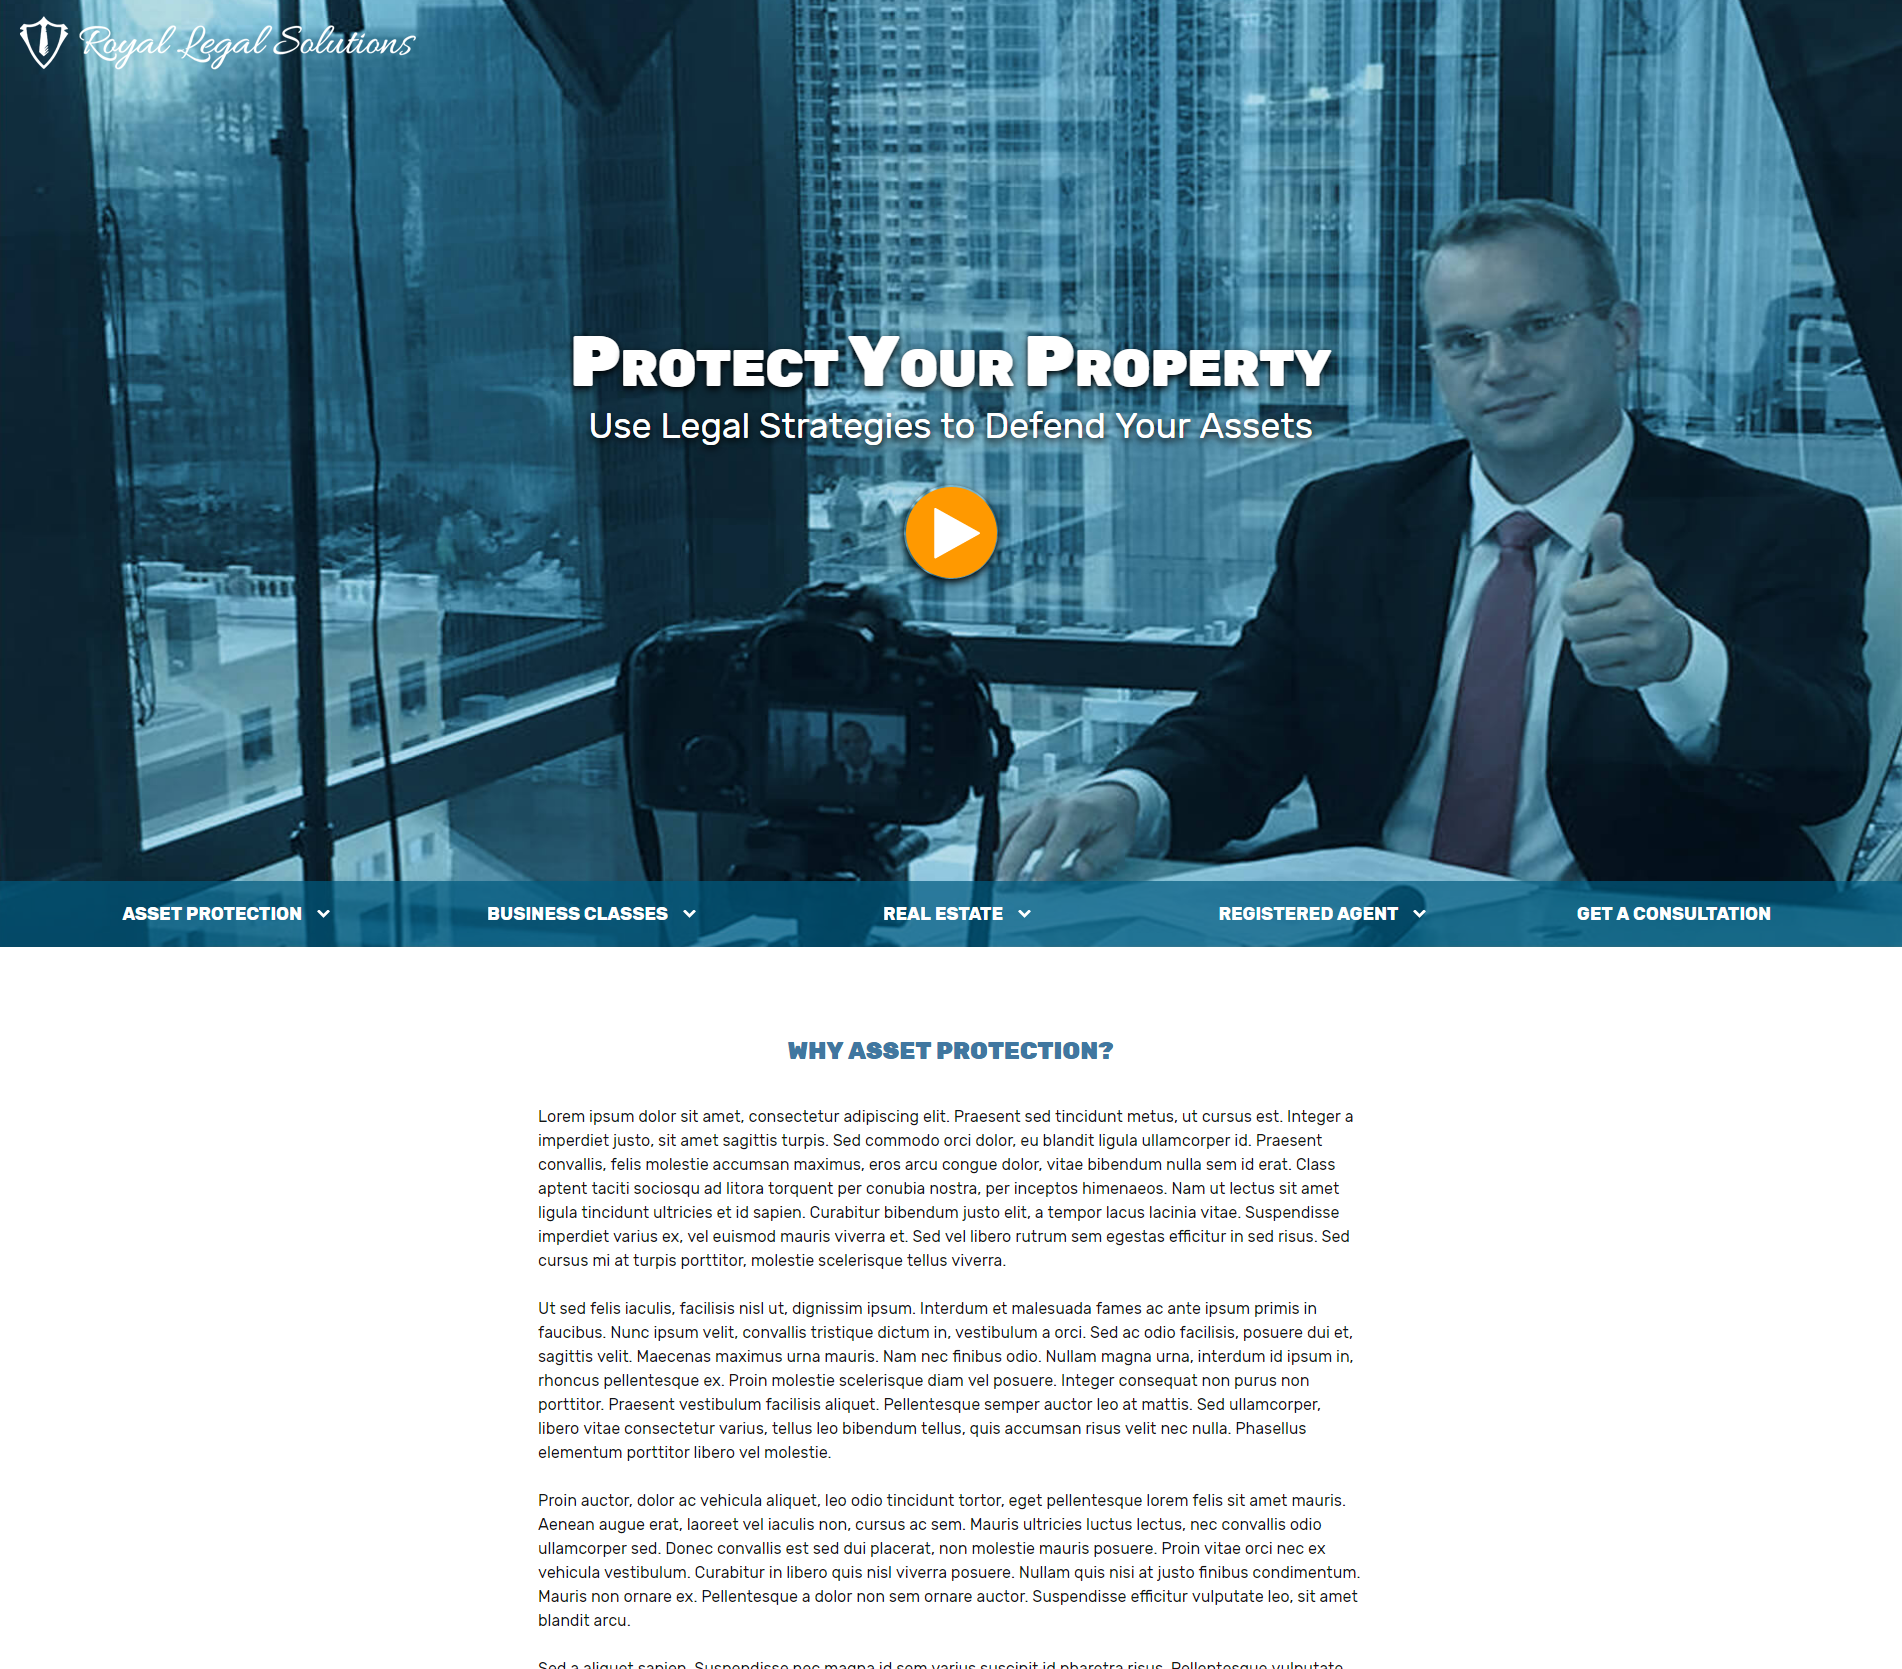 Royal Legal Solutions
Protect Your Property
Use Legal Strategies to Defend Your Assets
ASSET PROTECTION
BUSINESS CLASSES
REAL ESTATE
REGISTERED AGENT
GET A CONSULTATION
WHY ASSET PROTECTION?
Lorem ipsum dolor sit amet, consectetur adipiscing elit. Praesent sed tincidunt metus, ut cursus est. Integer a
imperdiet justo, sit amet sagittis turpis. Sed commodo orci dolor, eu blandit ligula ullamcorper id. Praesent
convallis, felis molestie accumsan maximus, eros arcu congue dolor, vitae bibendum nulla sem id erat. Class
aptent taciti sociosqu ad litora torquent per conubia nostra, per inceptos himenaeos. Nam ut lectus sit amet
ligula tincidunt ultricies et id sapien. Curabitur bibendum justo elit, a tempor lacus lacinia vitae. Suspendisse
imperdiet varius ex, vel euismod mauris viverra et. Sed vel libero rutrum sem egestas efficitur in sed risus. Sed
cursus mi at turpis porttitor, molestie scelerisque tellus viverra.
Ut sed felis iaculis, facilisis nisl ut, dignissim ipsum. Interdum et malesuada fames ac ante ipsum primis in
faucibus. Nunc ipsum velit, convallis tristique dictum in, vestibulum a orci. Sed ac odio facilisis, posuere dui et,
sagittis velit. Maecenas maximus urna mauris. Nam nec finibus odio. Nullam magna urna, interdum id ipsum in,
rhoncus pellentesque ex. Proin molestie scelerisque diam vel posuere. Integer consequat non purus non
porttitor. Praesent vestibulum facilisis aliquet. Pellentesque semper auctor leo at mattis. Sed ullamcorper,
libero vitae consectetur varius, tellus leo bibendum tellus, quis accumsan risus velit nec nulla. Phasellus
elementum porttitor libero vel molestie.
Proin auctor, dolor ac vehicula aliquet, leo odio tincidunt tortor, eget pellentesque lorem felis sit amet mauris.
Aenean augue erat, laoreet vel iaculis non, cursus ac sem. Mauris ultricies luctus lectus, nec convallis odio
ullamcorper sed. Donec convallis est sed dui placerat, non molestie mauris posuere. Proin vitae orci nec ex
vehicula vestibulum. Curabitur in libero quis nisl viverra posuere. Nullam quis nisi at justo finibus condimentum.
Mauris non ornare ex. Pellentesque a dolor non sem ornare auctor. Suspendisse efficitur vulputate leo, sit amet
blandit arcu.
Sed a aliquet sapien. Suspendisse nec magna id sem varius suscipit id pharetra risus. Pellentesque vulputate